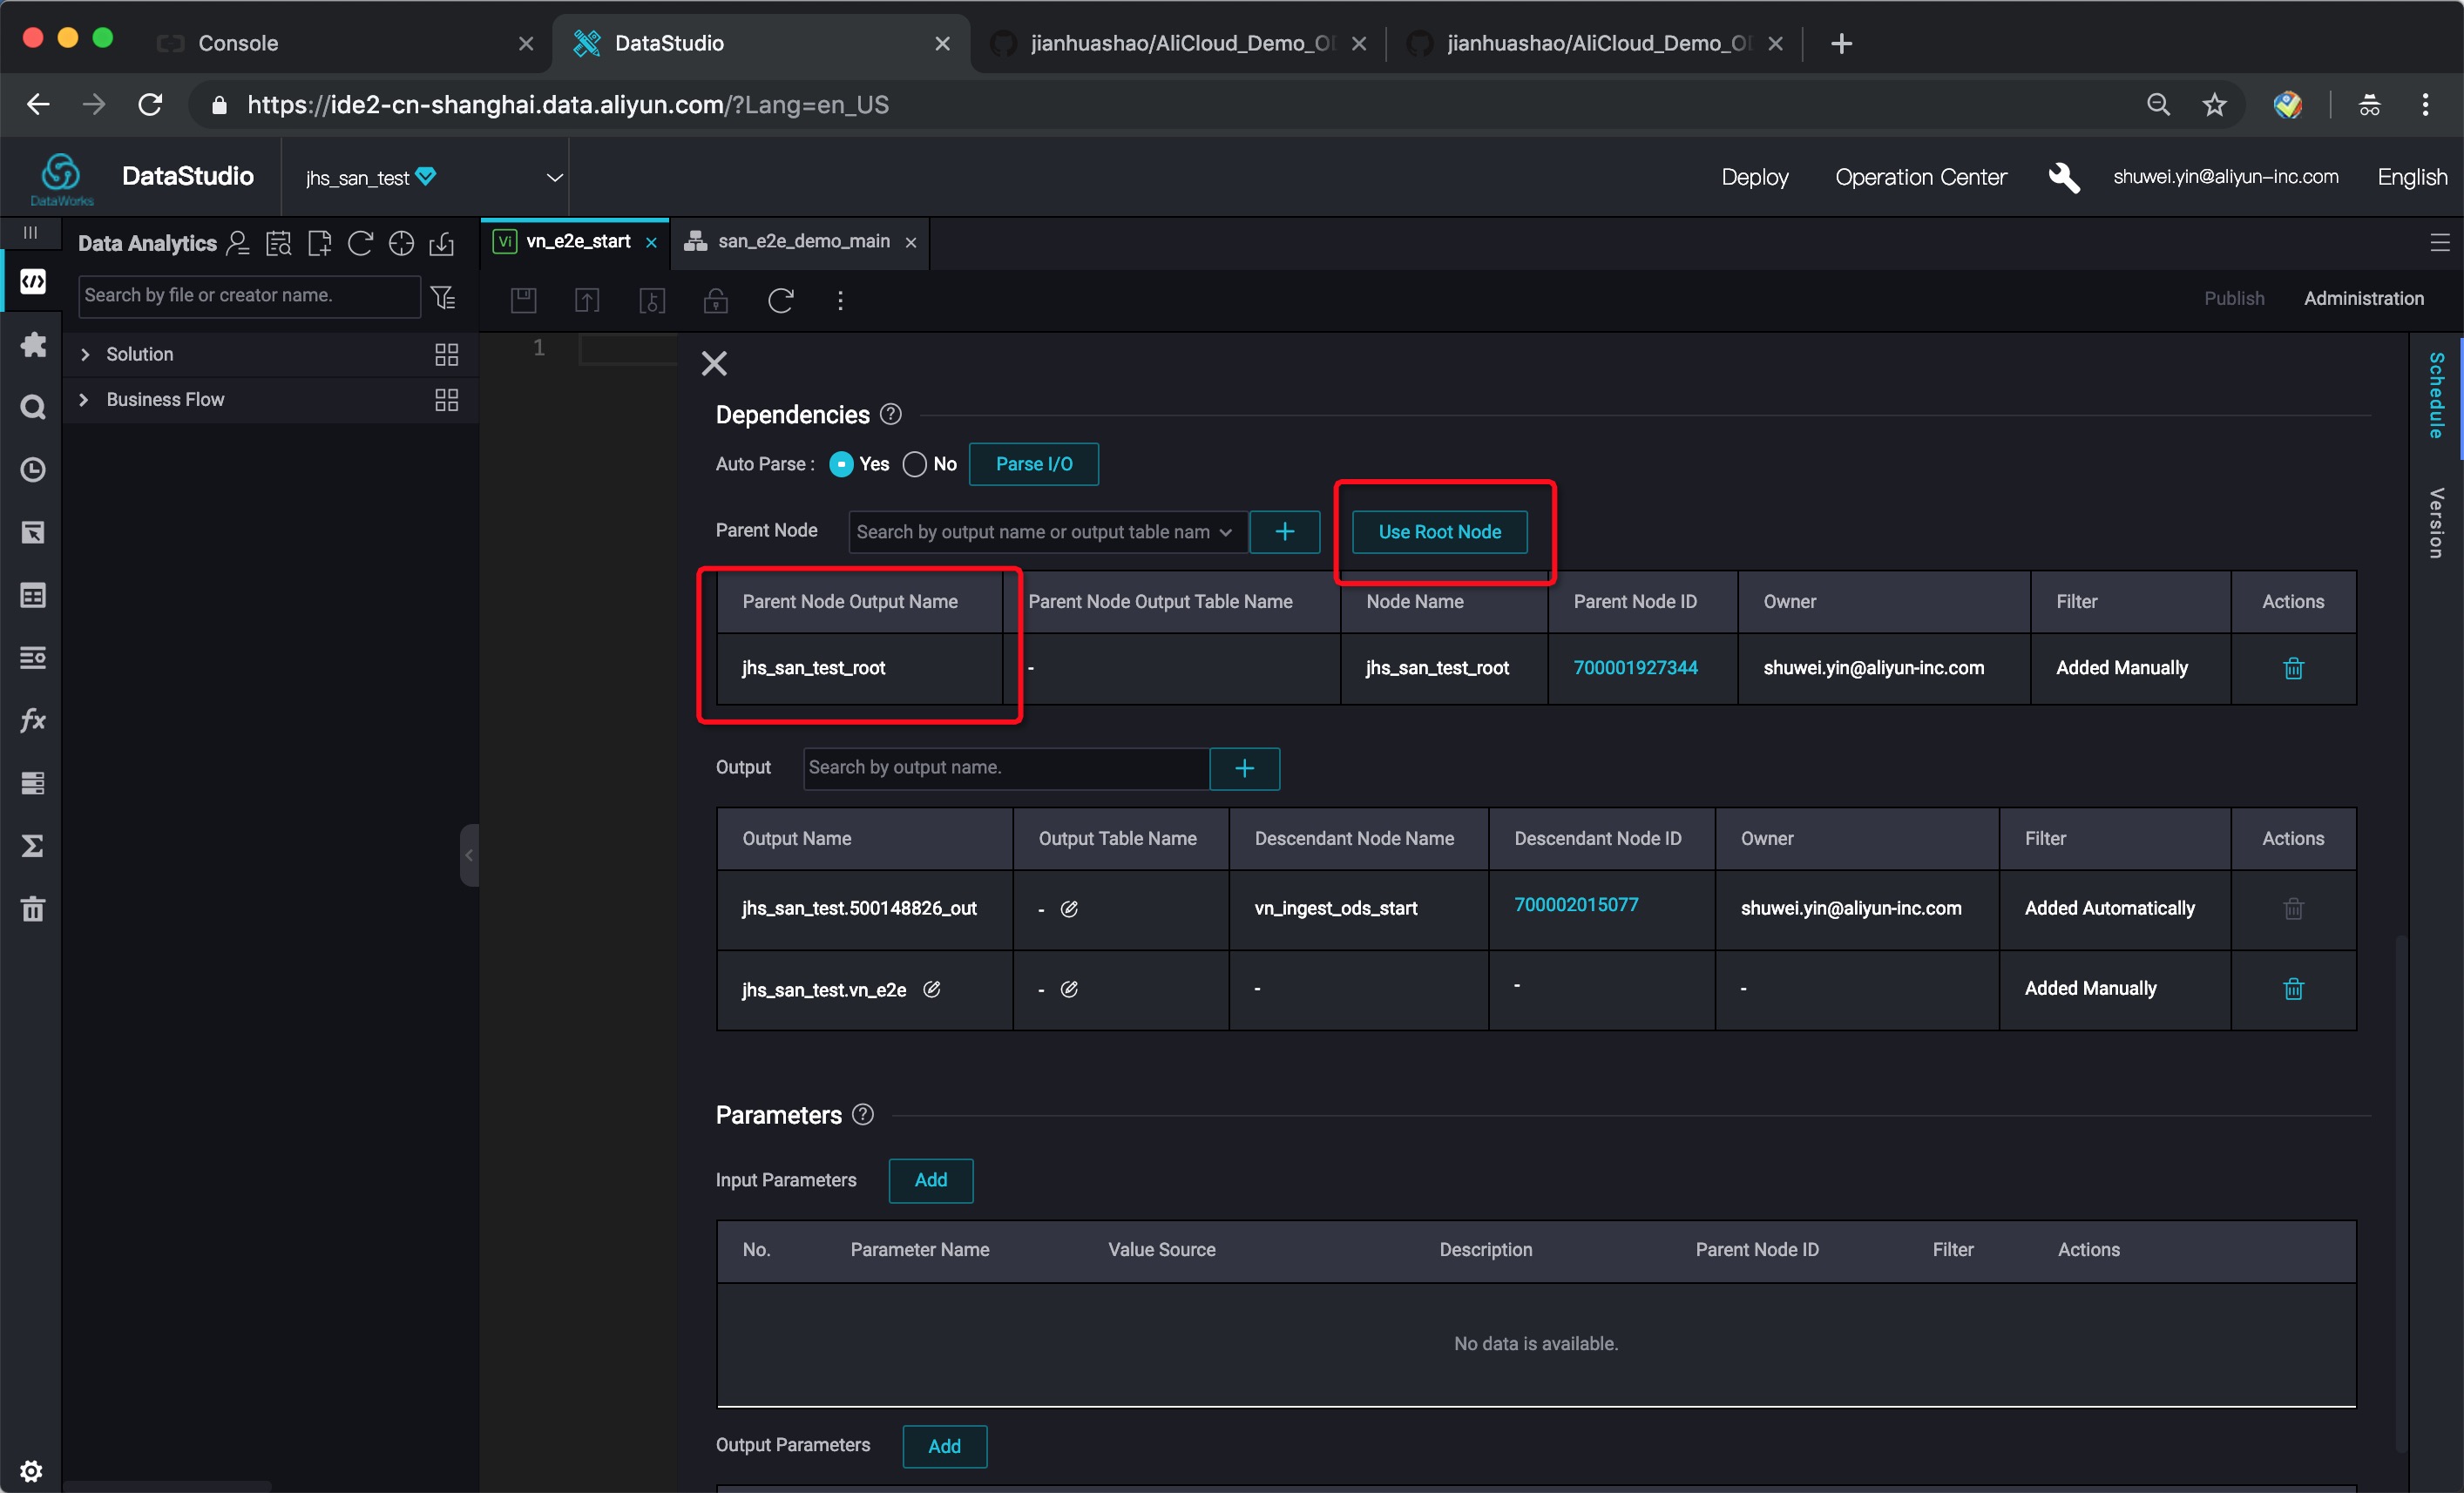 Console
DataStudio
jianhuashao/AliCloud_Demo_O
jianhuashao/AliCloud_Demo_O
https://ide2-cn-shanghai.data.aliyun.com/?Lang=en_US
DataWorks
DataStudio
jhs_san_test
Deploy
Operation Center
shuwei.yin@aliyun-inc.com
English
Data Analytics
Vi vn_e2e_start
san_e2e_demo_main
Search by file or creator name.
Publish
Administration
Solution
Business Flow
1
Schedule
Version
Dependencies ?
Auto Parse : Yes No Parse I/O
Parent Node Search by output name or output table nam + Use Root Node
Parent Node Output Name Parent Node Output Table Name Node Name Parent Node ID Owner Filter Actions
jhs_san_test_root - jhs_san_test_root 700001927344 shuwei.yin@aliyun-inc.com Added Manually
Output Search by output name. +
Output Name Output Table Name Descendant Node Name Descendant Node ID Owner Filter Actions
jhs_san_test.500148826_out - vn_ingest_ods_start 700002015077 shuwei.yin@aliyun-inc.com Added Automatically
jhs_san_test.vn_e2e - - - - Added Manually
Parameters ?
Input Parameters Add
No. Parameter Name Value Source Description Parent Node ID Filter Actions
No data is available.
Output Parameters Add